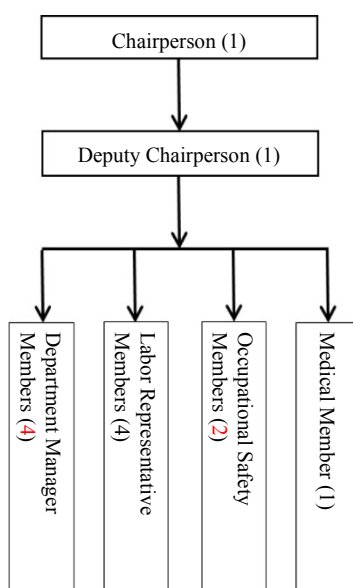 Chairperson (1)
Deputy Chairperson (1)
Department Manager
Members (4)
Labor Representative
Members (4)
Occupational Safety
Members (2)
Medical Member (1)